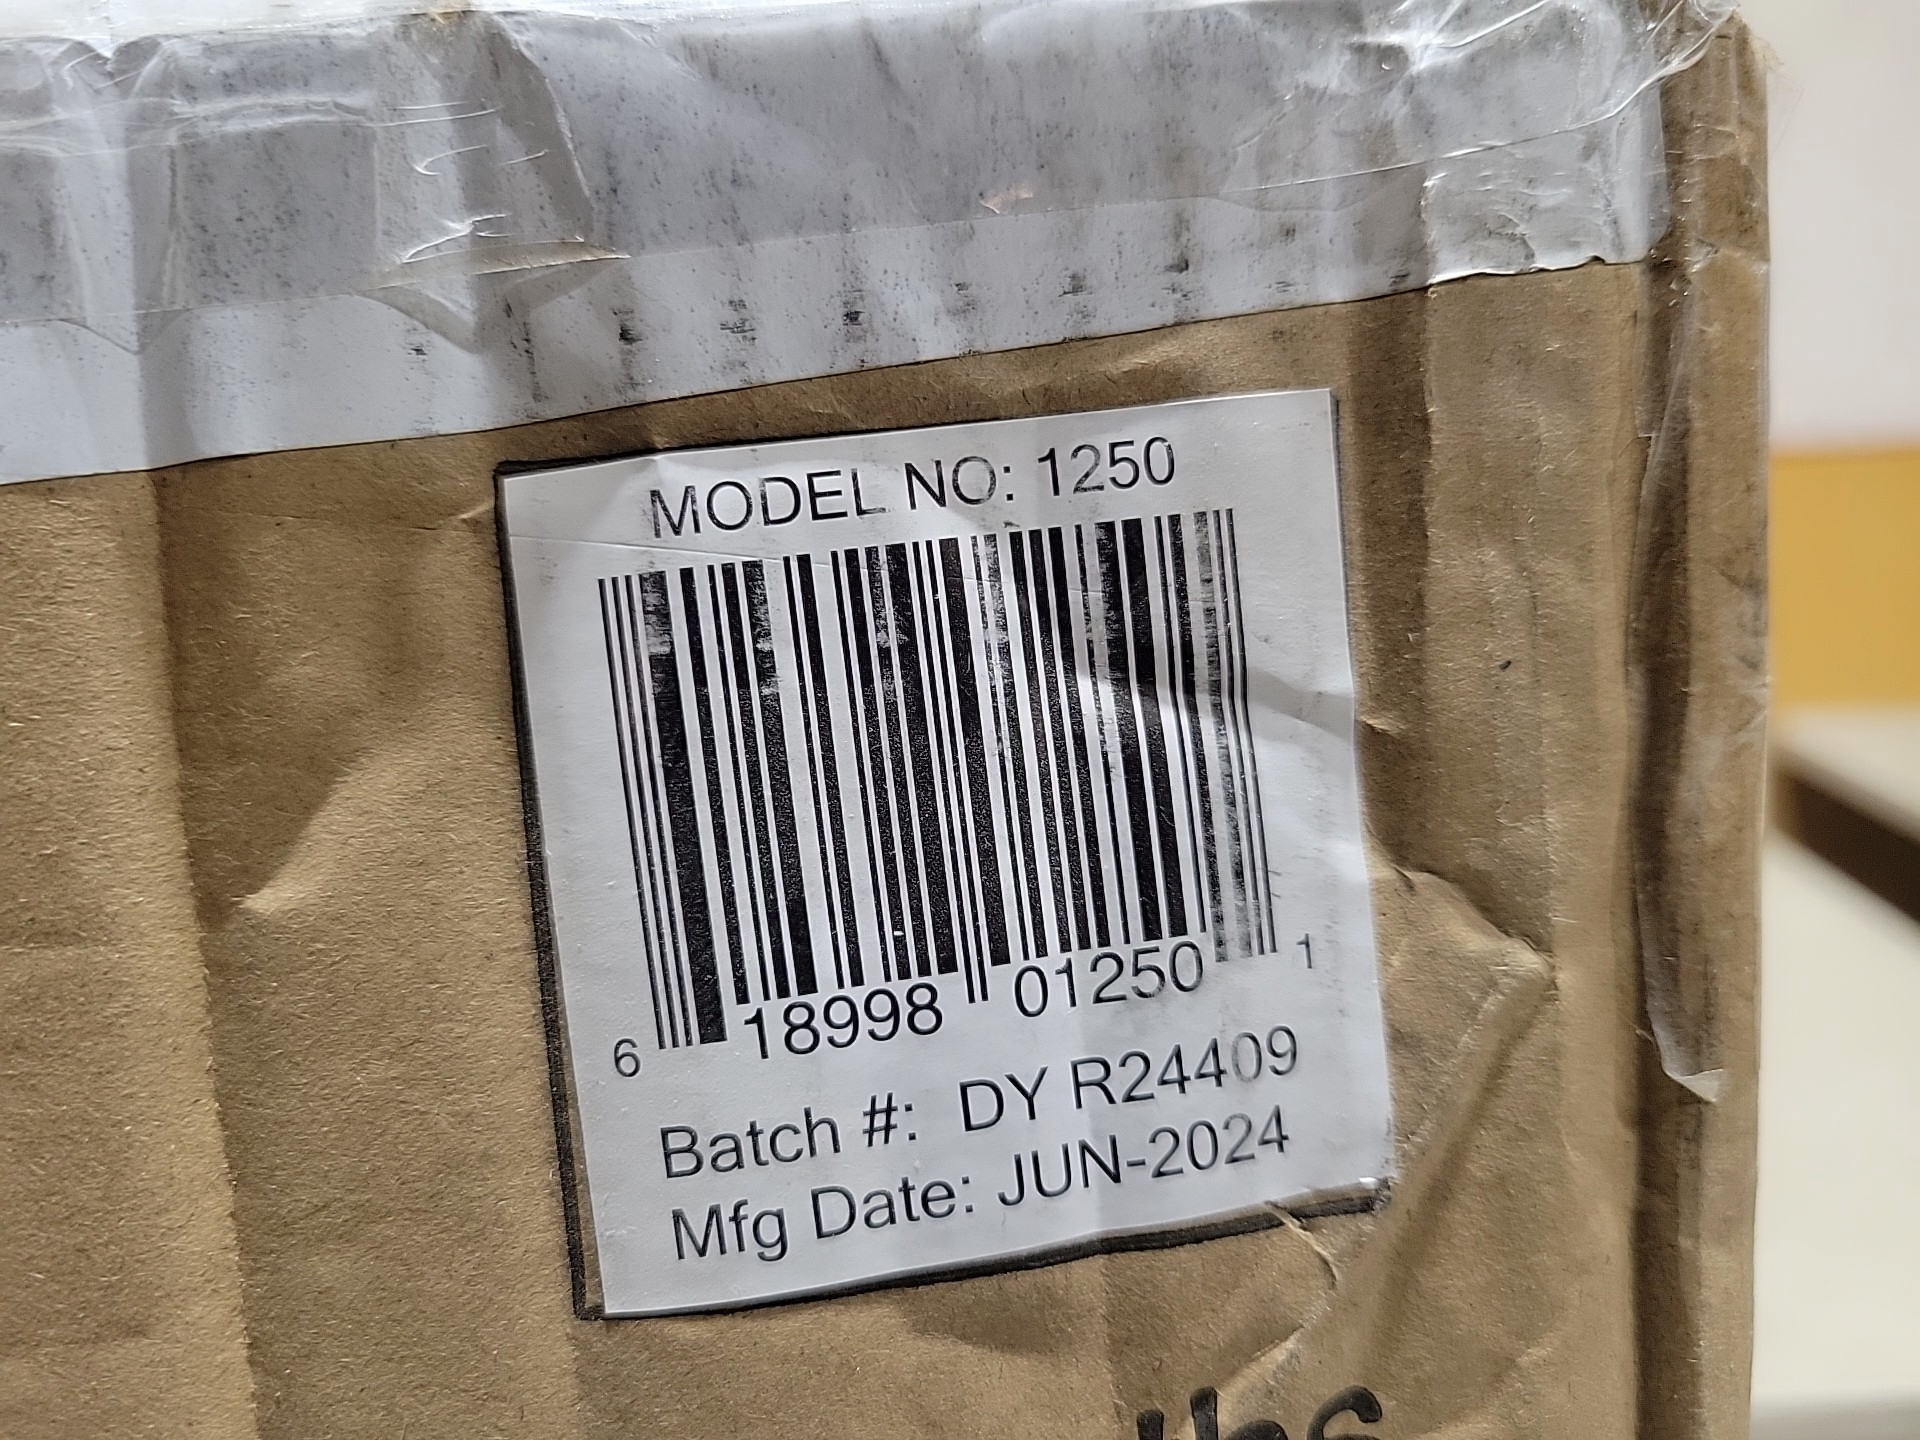 MODEL NO: 1250
6 18998 01250 1
Batch #: DY R24409
Mfg Date: JUN-2024